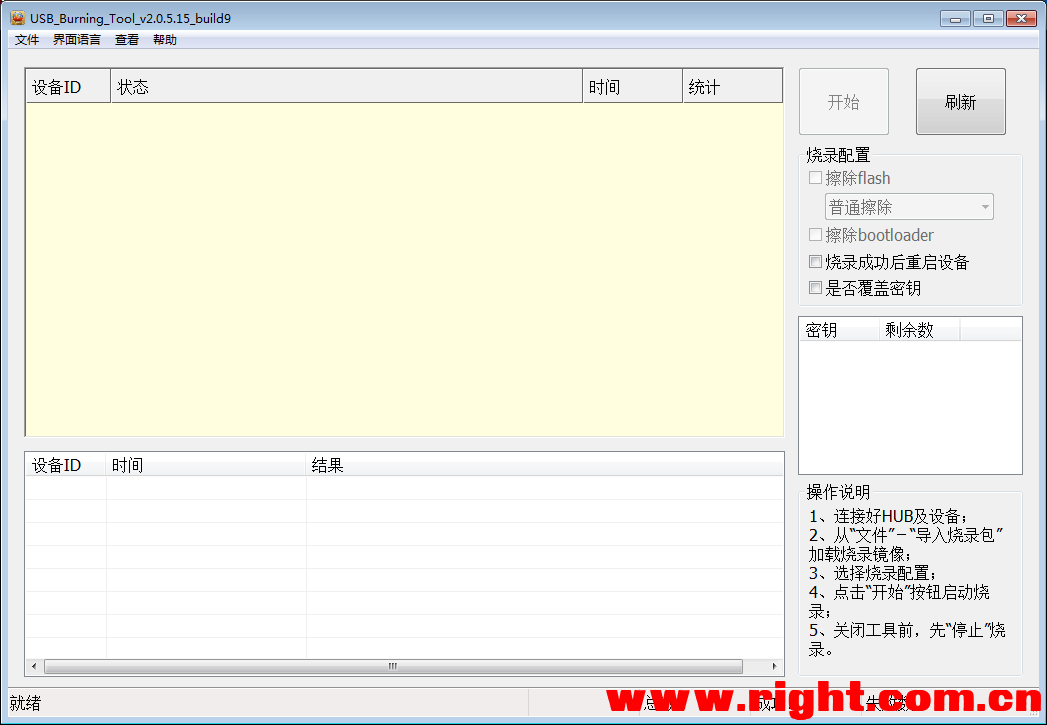 USB_Burning_Tool_v2.0.5.15_build9
文件 界面语言 查看 帮助
设备ID 状态 时间 统计
开始 刷新
烧录配置
擦除flash
普通擦除
擦除bootloader
烧录成功后重启设备
是否覆盖密钥
密钥 剩余数
设备ID 时间 结果
操作说明
1、连接好HUB及设备;
2、从“文件”－“导入烧录包”
加载烧录镜像;
3、选择烧录配置;
4、点击“开始”按钮启动烧
录;
5、关闭工具前，先“停止”烧
录。
就绪
www.night.com.cn